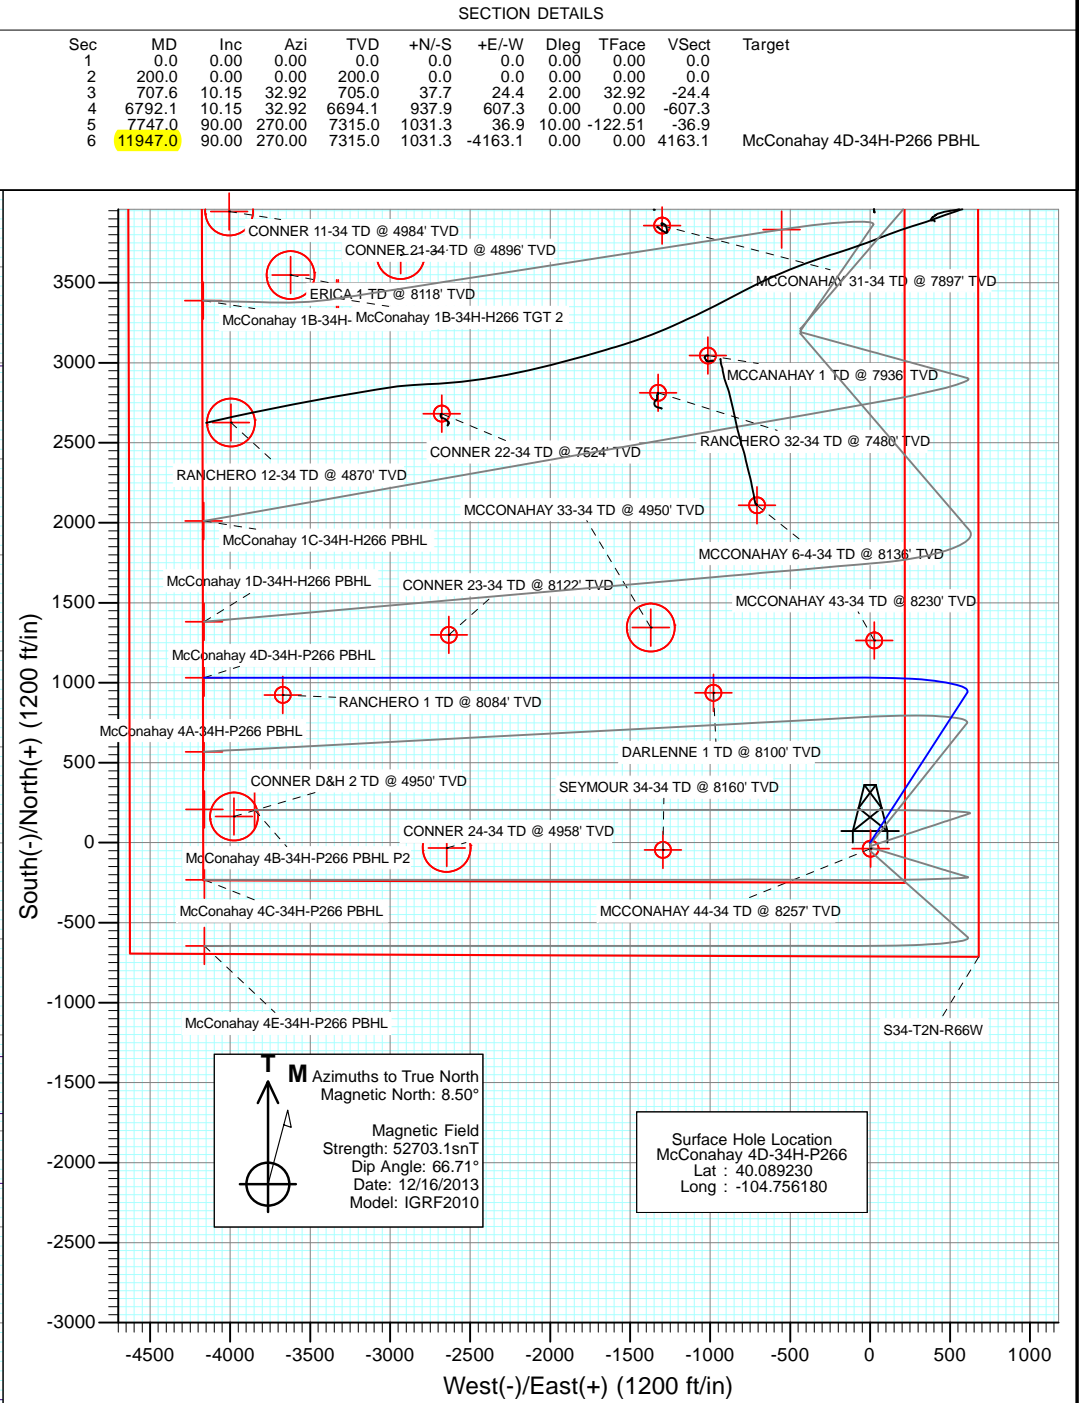 SECTION DETAILS
Sec MD Inc Azi TVD +N/-S +E/-W Dleg TFace VSect Target
1 0.0 0.00 0.00 0.0 0.0 0.0 0.00 0.00 0.0
2 200.0 0.00 0.00 200.0 0.0 0.0 0.00 0.00 0.0
3 707.6 10.15 32.92 705.0 37.7 24.4 2.00 32.92 -24.4
4 6792.1 10.15 32.92 6694.1 937.9 607.3 0.00 0.00 -607.3
5 7747.0 90.00 270.00 7315.0 1031.3 36.9 10.00 -122.51 -36.9
6 11947.0 90.00 270.00 7315.0 1031.3 -4163.1 0.00 0.00 4163.1 McConahay 4D-34H-P266 PBHL
CONNER 11-34 TD @ 4984' TVD
CONNER 21-34 TD @ 4896' TVD
MCCONAHAY 31-34 TD @ 7897' TVD
ERICA 1 TD @ 8118' TVD
McConahay 1B-34H-
McConahay 1B-34H-H266 TGT 2
MCCANAHAY 1 TD @ 7936' TVD
RANCHERO 32-34 TD @ 7480' TVD
CONNER 22-34 TD @ 7524' TVD
RANCHERO 12-34 TD @ 4870' TVD
MCCONAHAY 33-34 TD @ 4950' TVD
McConahay 1C-34H-H266 PBHL
MCCONAHAY 6-4-34 TD @ 8136' TVD
McConahay 1D-34H-H266 PBHL
CONNER 23-34 TD @ 8122' TVD
MCCONAHAY 43-34 TD @ 8230' TVD
McConahay 4D-34H-P266 PBHL
RANCHERO 1 TD @ 8084' TVD
McConahay 4A-34H-P266 PBHL
DARLENNE 1 TD @ 8100' TVD
CONNER D&H 2 TD @ 4950' TVD
SEYMOUR 34-34 TD @ 8160' TVD
CONNER 24-34 TD @ 4958' TVD
McConahay 4B-34H-P266 PBHL P2
McConahay 4C-34H-P266 PBHL
MCCONAHAY 44-34 TD @ 8257' TVD
McConahay 4E-34H-P266 PBHL
S34-T2N-R66W
T
M
Azimuths to True North
Magnetic North: 8.50°
Magnetic Field
Strength: 52703.1snT
Dip Angle: 66.71°
Date: 12/16/2013
Model: IGRF2010
Surface Hole Location
McConahay 4D-34H-P266
Lat : 40.089230
Long : -104.756180
South(-)/North(+) (1200 ft/in)
3500
3000
2500
2000
1500
1000
500
0
-500
-1000
-1500
-2000
-2500
-3000
-4500 -4000 -3500 -3000 -2500 -2000 -1500 -1000 -500 0 500 1000
West(-)/East(+) (1200 ft/in)